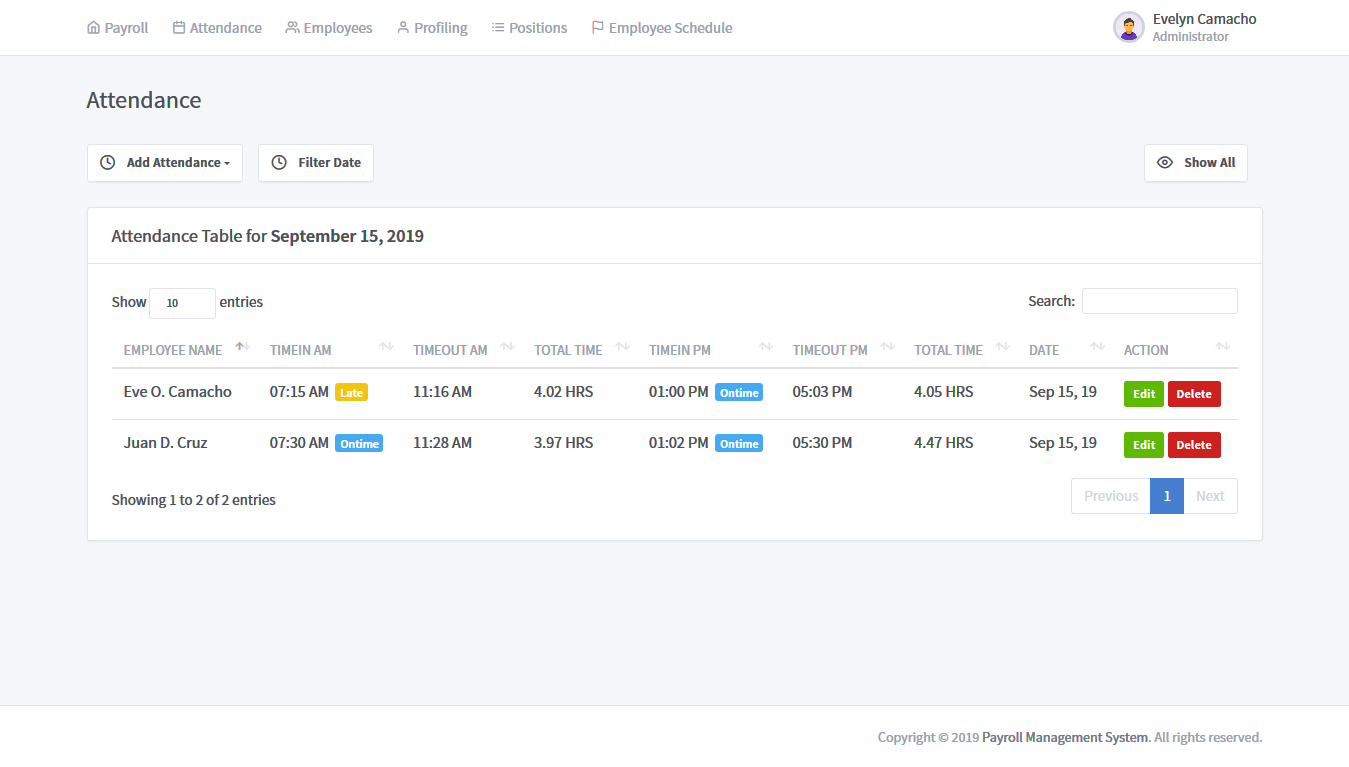 Payroll Attendance Employees Profiling Positions Employee Schedule Evelyn Camacho
Administrator
Attendance
Add Attendance Filter Date Show All
Attendance Table for September 15, 2019
Show 10 entries Search:
EMPLOYEE NAME TIMEIN AM TIMEOUT AM TOTAL TIME TIMEIN PM TIMEOUT PM TOTAL TIME DATE ACTION
Eve O. Camacho 07:15 AM Late 11:16 AM 4.02 HRS 01:00 PM Ontime 05:03 PM 4.05 HRS Sep 15, 19 Edit Delete
Juan D. Cruz 07:30 AM Ontime 11:28 AM 3.97 HRS 01:02 PM Ontime 05:30 PM 4.47 HRS Sep 15, 19 Edit Delete
Showing 1 to 2 of 2 entries Previous 1 Next
Copyright © 2019 Payroll Management System. All rights reserved.